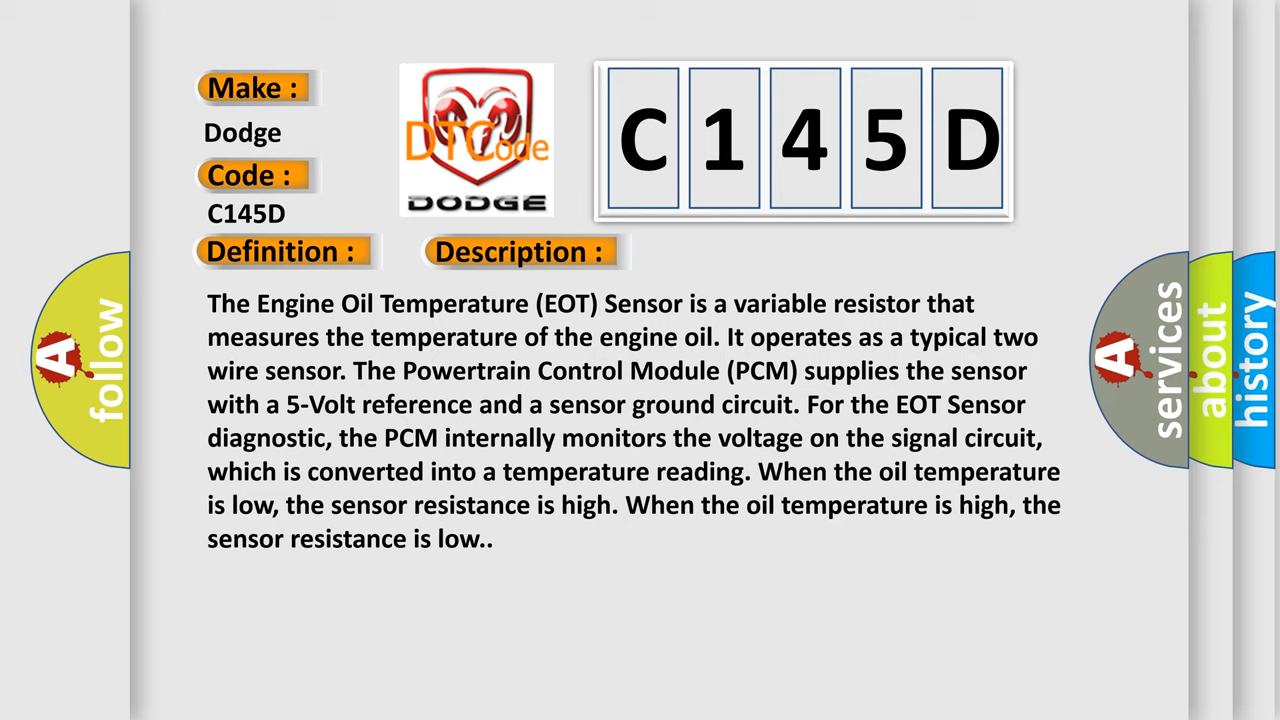 Make :
Dodge
Code :
C145D
Definition :
Description :
DTCode
DODGE
C145D
The Engine Oil Temperature (EOT) Sensor is a variable resistor that
measures the temperature of the engine oil. It operates as a typical two
wire sensor. The Powertrain Control Module (PCM) supplies the sensor
with a 5-Volt reference and a sensor ground circuit. For the EOT Sensor
diagnostic, the PCM internally monitors the voltage on the signal circuit,
which is converted into a temperature reading. When the oil temperature
is low, the sensor resistance is high. When the oil temperature is high, the
sensor resistance is low..
A
follow
A
services
about
history